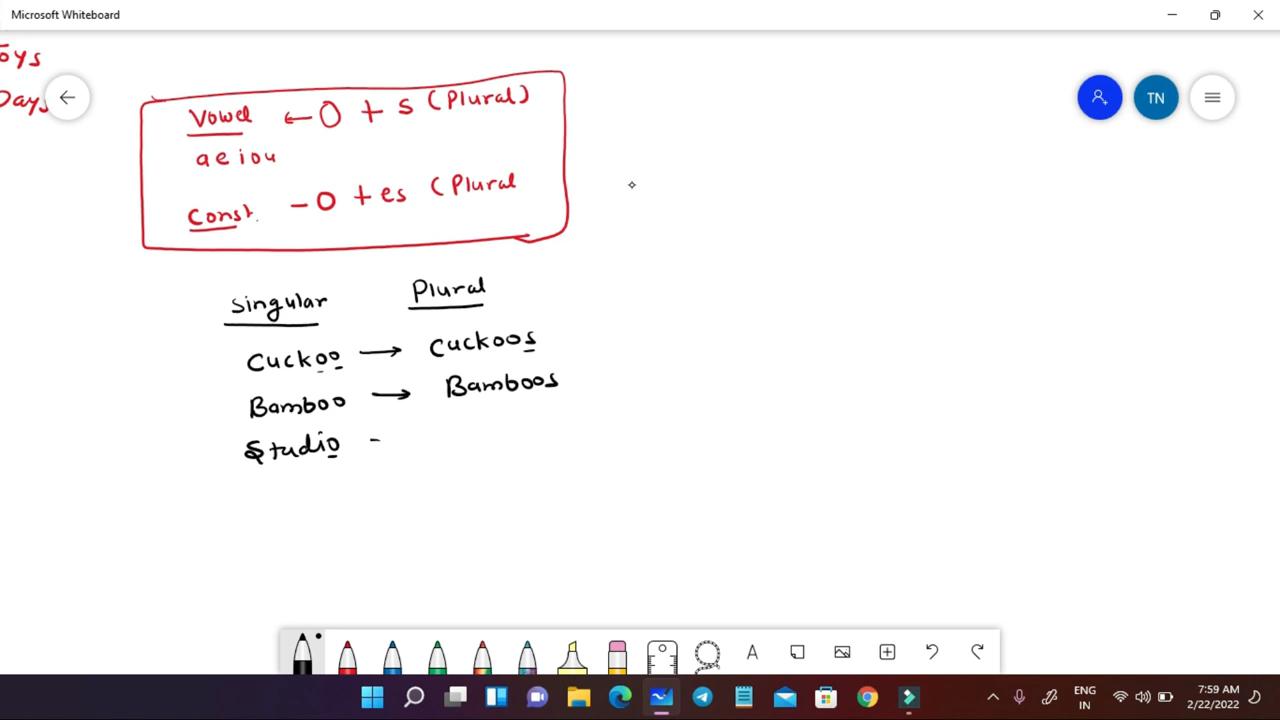 Microsoft Whiteboard
Toys
Days
Vowel ← O + s (Plural)
a e i o u
Const. - O + es (Plural
TN
Singular Plural
Cuckoo → Cuckoos
Bamboo → Bamboos
Studio -
A
ENG
IN
7:59 AM
2/22/2022